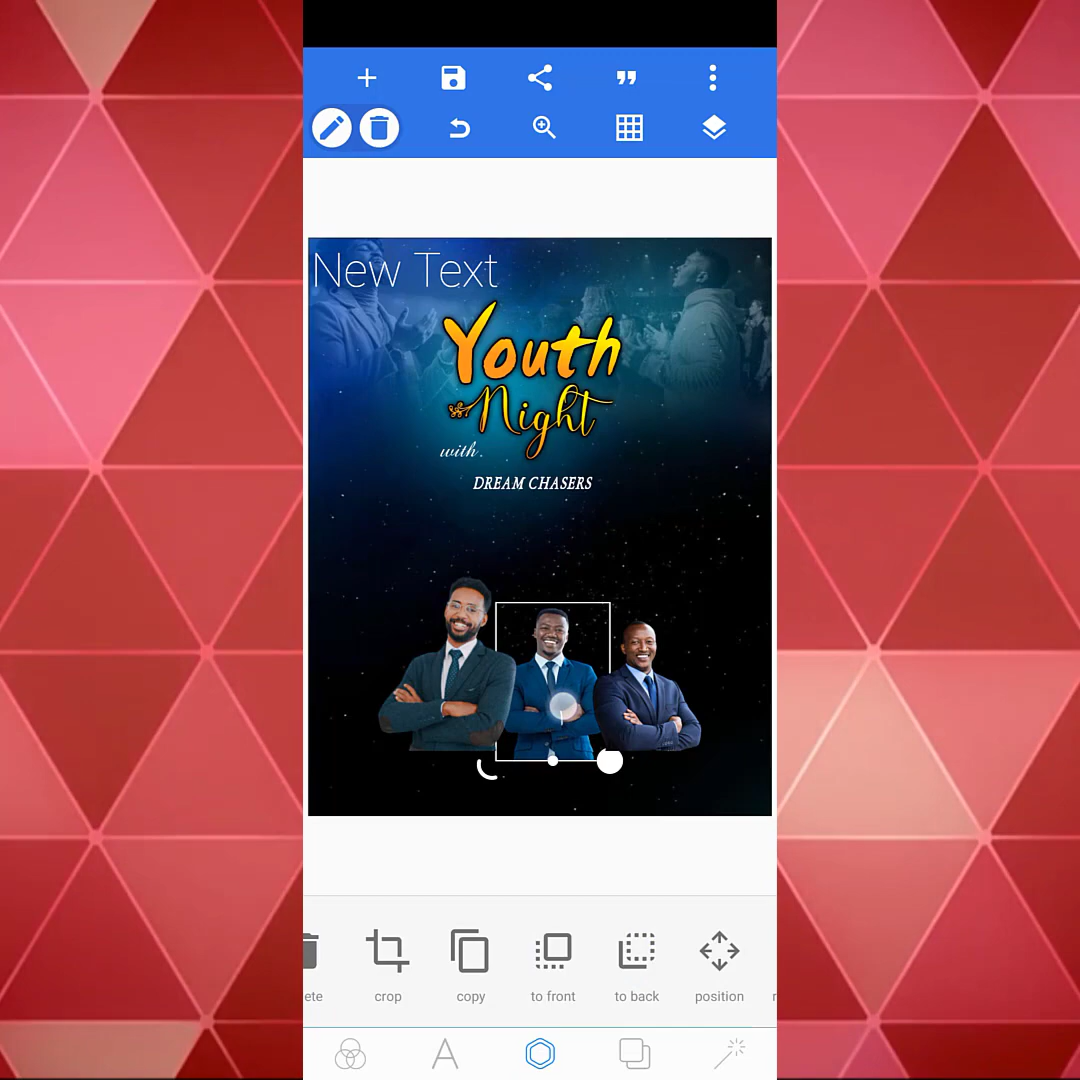 New Text
Youth
Night
with.
DREAM CHASERS
ete
crop
copy
to front
to back
position